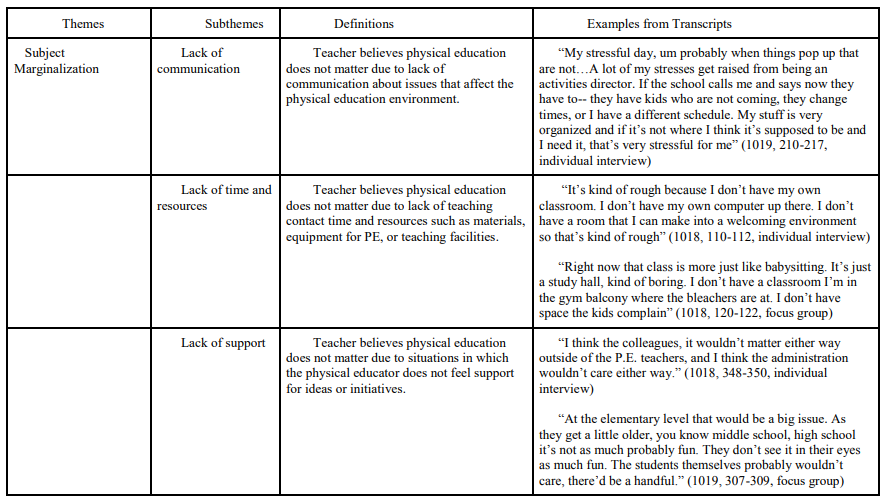 Themes Subthemes Definitions Examples from Transcripts
Subject
Marginalization
Lack of
communication
Teacher believes physical education
does not matter due to lack of
communication about issues that affect the
physical education environment.
“My stressful day, um probably when things pop up that
are not…A lot of my stresses get raised from being an
activities director. If the school calls me and says now they
have to-- they have kids who are not coming, they change
times, or I have a different schedule. My stuff is very
organized and if it’s not where I think it’s supposed to be and
I need it, that’s very stressful for me” (1019, 210-217,
individual interview)
Lack of time and
resources
Teacher believes physical education
does not matter due to lack of teaching
contact time and resources such as materials,
equipment for PE, or teaching facilities.
“It’s kind of rough because I don’t have my own
classroom. I don’t have my own computer up there. I don’t
have a room that I can make into a welcoming environment
so that’s kind of rough” (1018, 110-112, individual interview)
“Right now that class is more just like babysitting. It’s just
a study hall, kind of boring. I don’t have a classroom I’m in
the gym balcony where the bleachers are at. I don’t have
space the kids complain” (1018, 120-122, focus group)
Lack of support
Teacher believes physical education
does not matter due to situations in which
the physical educator does not feel support
for ideas or initiatives.
“I think the colleagues, it wouldn’t matter either way
outside of the P.E. teachers, and I think the administration
wouldn’t care either way.” (1018, 348-350, individual
interview)
“At the elementary level that would be a big issue. As
they get a little older, you know middle school, high school
it’s not as much probably fun. They don’t see it in their eyes
as much fun. The students themselves probably wouldn’t
care, there’d be a handful.” (1019, 307-309, focus group)